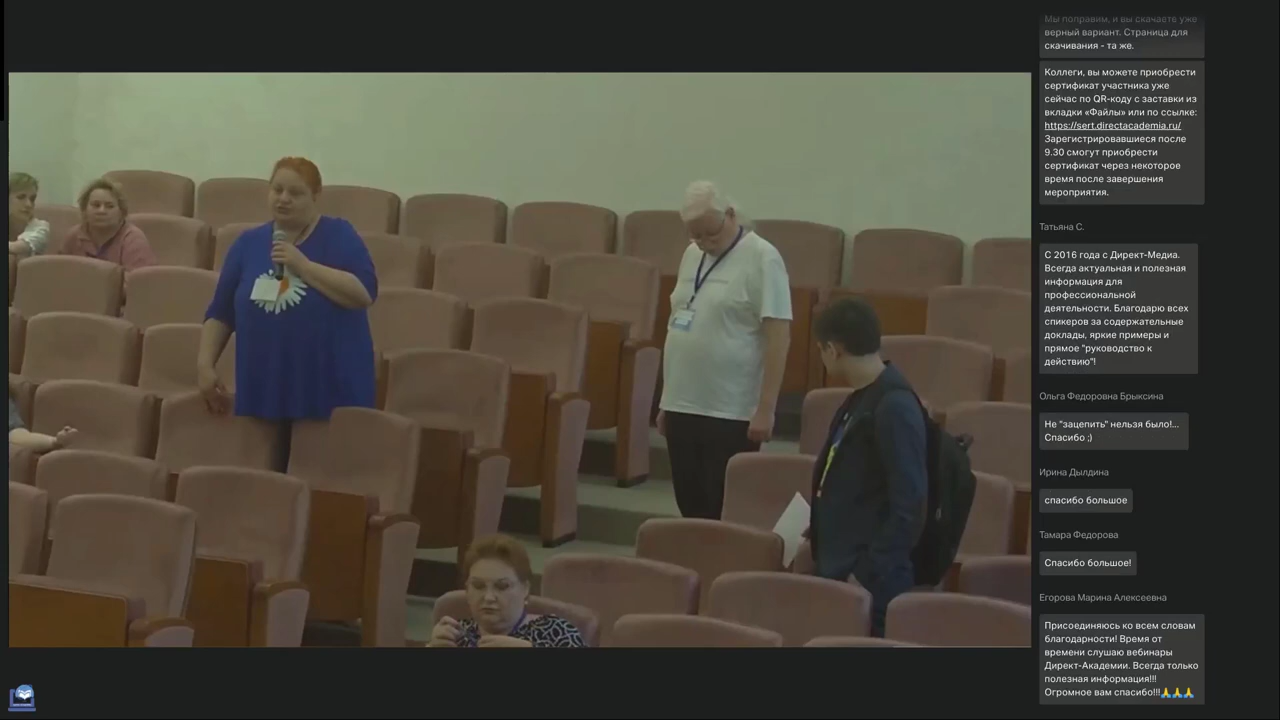 Мы поправим, и вы скачаете уже
верный вариант. Страница для
скачивания - та же.
Коллеги, вы можете приобрести
сертификат участника уже
сейчас по QR-коду с заставки из
вкладки «Файлы» или по ссылке:
https://sert.directacademia.ru/
Зарегистрировавшиеся после
9.30 смогут приобрести
сертификат через некоторое
время после завершения
мероприятия.
Татьяна С.
С 2016 года с Директ-Медиа.
Всегда актуальная и полезная
информация для
профессиональной
деятельности. Благодарю всех
спикеров за содержательные
доклады, яркие примеры и
прямое "руководство к
действию"!
Ольга Федоровна Брыксина
Не "зацепить" нельзя было!...
Спасибо ;)
Ирина Дылдина
спасибо большое
Тамара Федорова
Спасибо большое!
Егорова Марина Алексеевна
Присоединяюсь ко всем словам
благодарности! Время от
времени слушаю вебинары
Директ-Академии. Всегда только
полезная информация!!!
Огромное вам спасибо!!!🙏🙏🙏